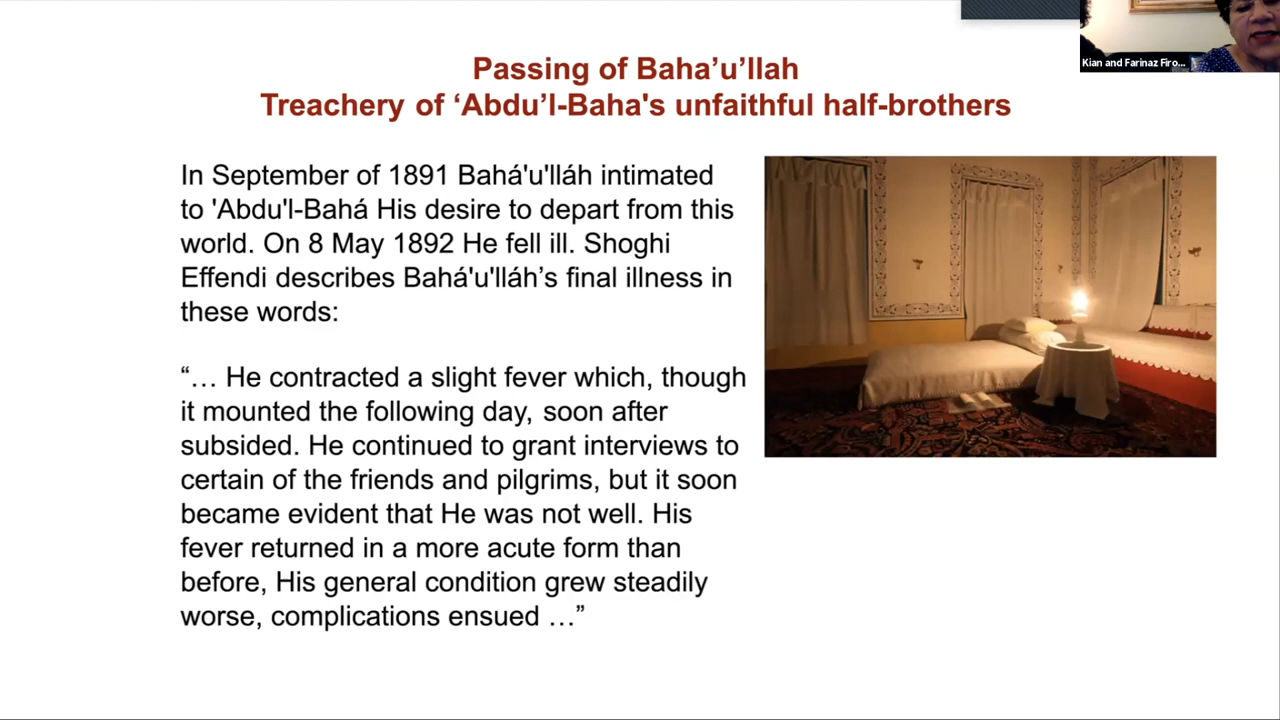 Kian and Farinaz Firo...
Passing of Baha’u’llah
Treachery of ‘Abdu’l-Baha's unfaithful half-brothers
In September of 1891 Bahá'u'lláh intimated
to 'Abdu'l-Bahá His desire to depart from this
world. On 8 May 1892 He fell ill. Shoghi
Effendi describes Bahá'u'lláh’s final illness in
these words:
“… He contracted a slight fever which, though
it mounted the following day, soon after
subsided. He continued to grant interviews to
certain of the friends and pilgrims, but it soon
became evident that He was not well. His
fever returned in a more acute form than
before, His general condition grew steadily
worse, complications ensued …”